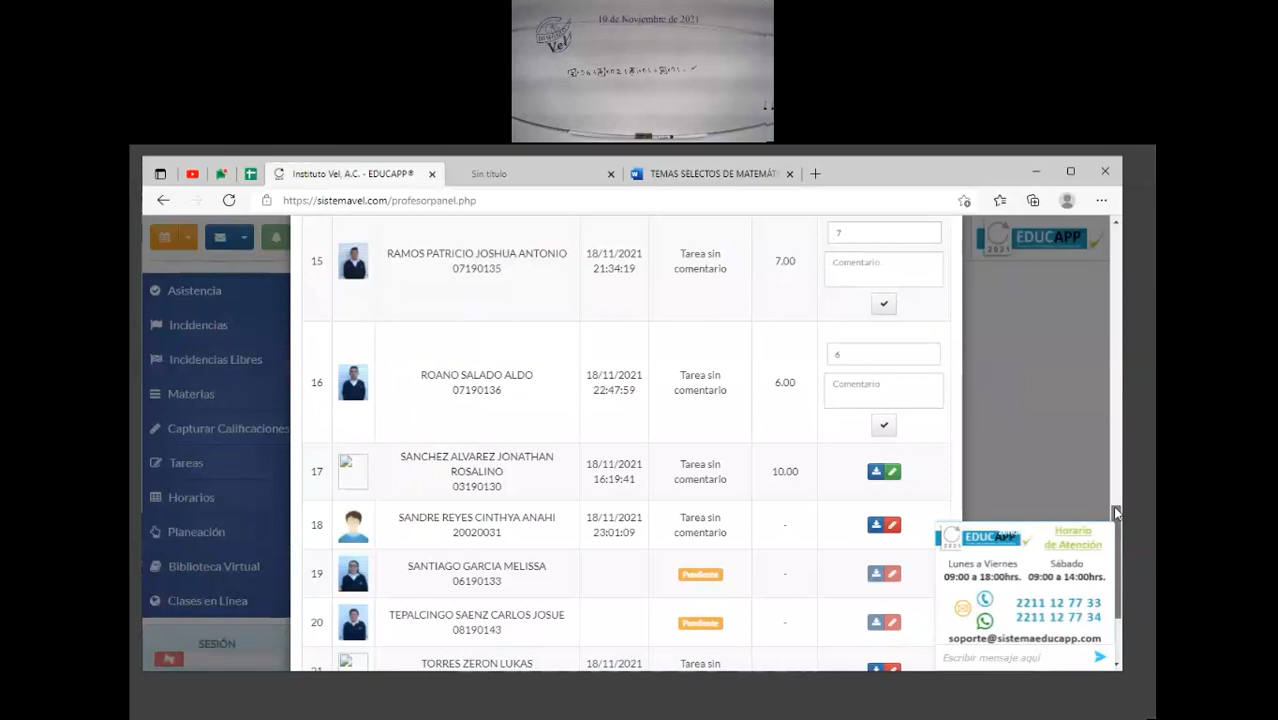 19 de Noviembre de 2021
Vel
Instituto Vel, A.C. - EDUCAPP®
Sin título
TEMAS SELECTOS DE MATEMÁT
https://sistemavel.com/profesorpanel.php
2021 EDUCAPP
Asistencia
Incidencias
Incidencias Libres
Materias
Capturar Calificaciones
Tareas
Horarios
Planeación
Biblioteca Virtual
Clases en Línea
SESIÓN
15
RAMOS PATRICIO JOSHUA ANTONIO
07190135
18/11/2021
21:34:19
Tarea sin
comentario
7.00
7
Comentario
16
ROANO SALADO ALDO
07190136
18/11/2021
22:47:59
Tarea sin
comentario
6.00
6
Comentario
17
SANCHEZ ALVAREZ JONATHAN
ROSALINO
03190130
18/11/2021
16:19:41
Tarea sin
comentario
10.00
18
SANDRE REYES CINTHYA ANAHI
20020031
18/11/2021
23:01:09
Tarea sin
comentario
-
19
SANTIAGO GARCIA MELISSA
06190133
Pendiente
-
20
TEPALCINGO SAENZ CARLOS JOSUE
08190143
Pendiente
-
21
TORRES ZERON LUKAS
18/11/2021
Tarea sin
2021 EDUCAPP
Horario
de Atención
Lunes a Viernes
09:00 a 18:00hrs.
Sábado
09:00 a 14:00hrs.
2211 12 77 33
2211 12 77 34
soporte@sistemaeducapp.com
Escribir mensaje aquí